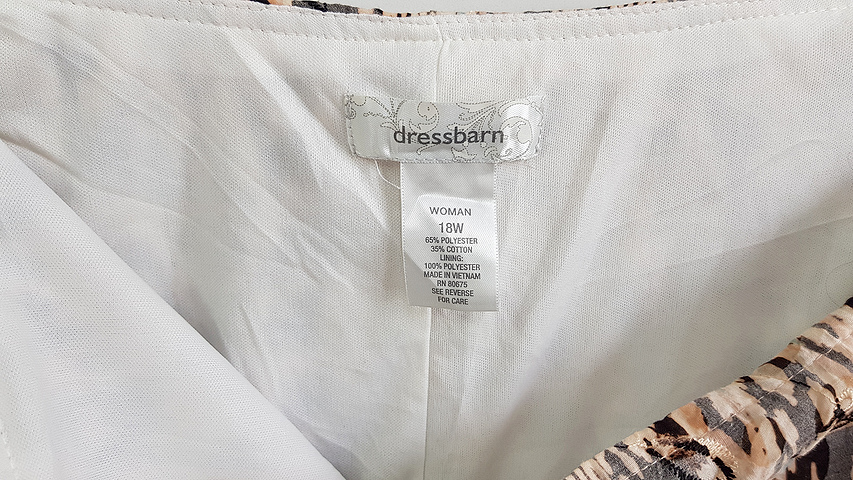 dressbarn
WOMAN
18W
65% POLYESTER
35% COTTON
LINING:
100% POLYESTER
MADE IN VIETNAM
RN 80675
SEE REVERSE
FOR CARE